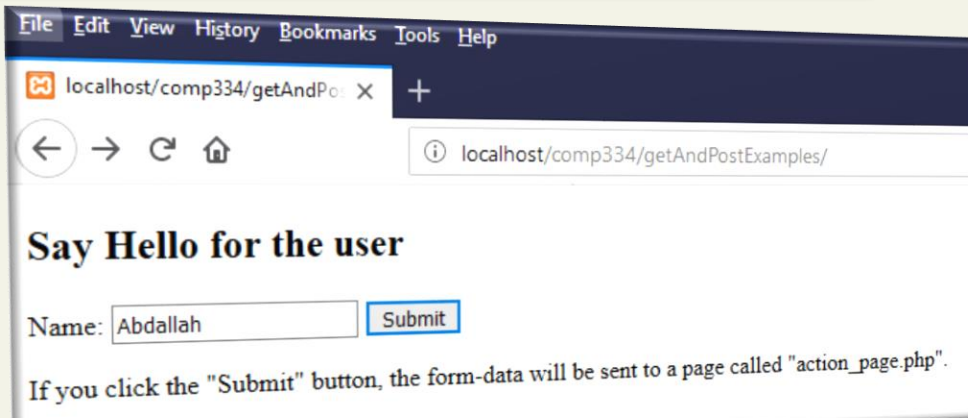 File Edit View History Bookmarks Tools Help
localhost/comp334/getAndPo
localhost/comp334/getAndPostExamples/
Say Hello for the user
Name: Abdallah Submit
If you click the "Submit" button, the form-data will be sent to a page called "action_page.php".